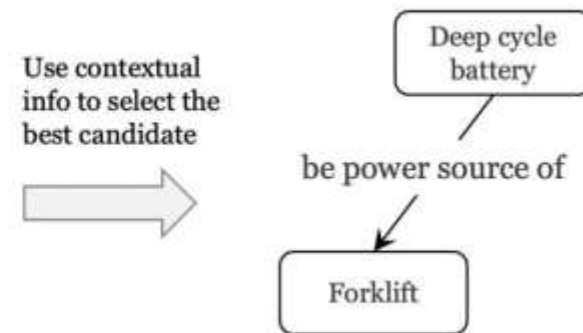 Use contextual
info to select the
best candidate
Deep cycle
battery
be power source of
Forklift